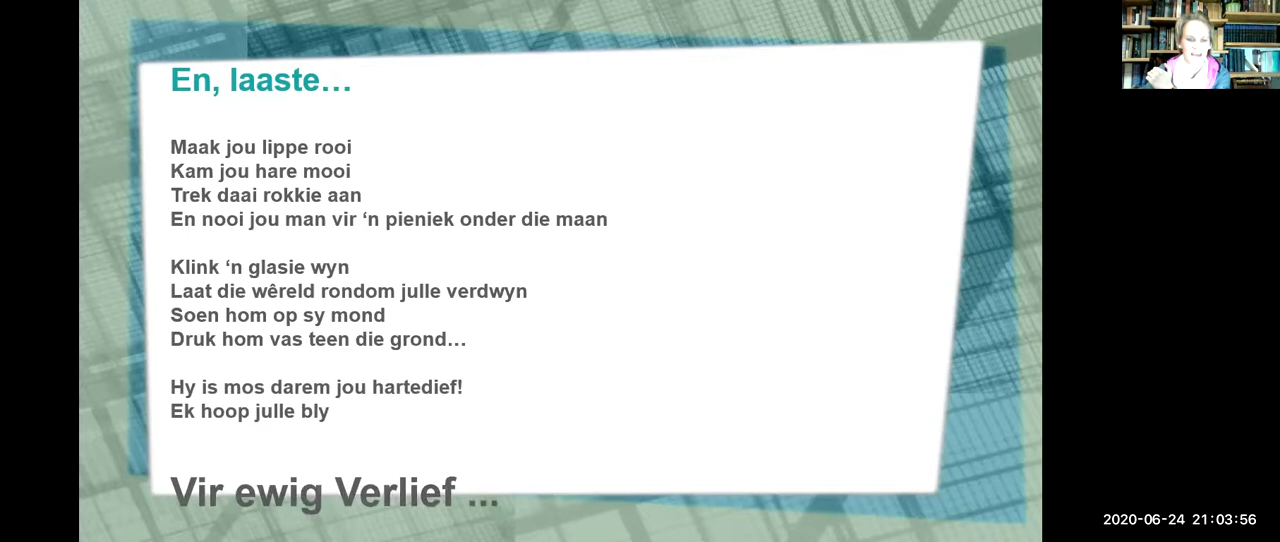 En, laaste…
Maak jou lippe rooi
Kam jou hare mooi
Trek daai rokkie aan
En nooi jou man vir ‘n pieniek onder die maan
Klink ‘n glasie wyn
Laat die wêreld rondom julle verdwyn
Soen hom op sy mond
Druk hom vas teen die grond…
Hy is mos darem jou hartedief!
Ek hoop julle bly
Vir ewig Verlief ...
2020-06-24 21:03:56